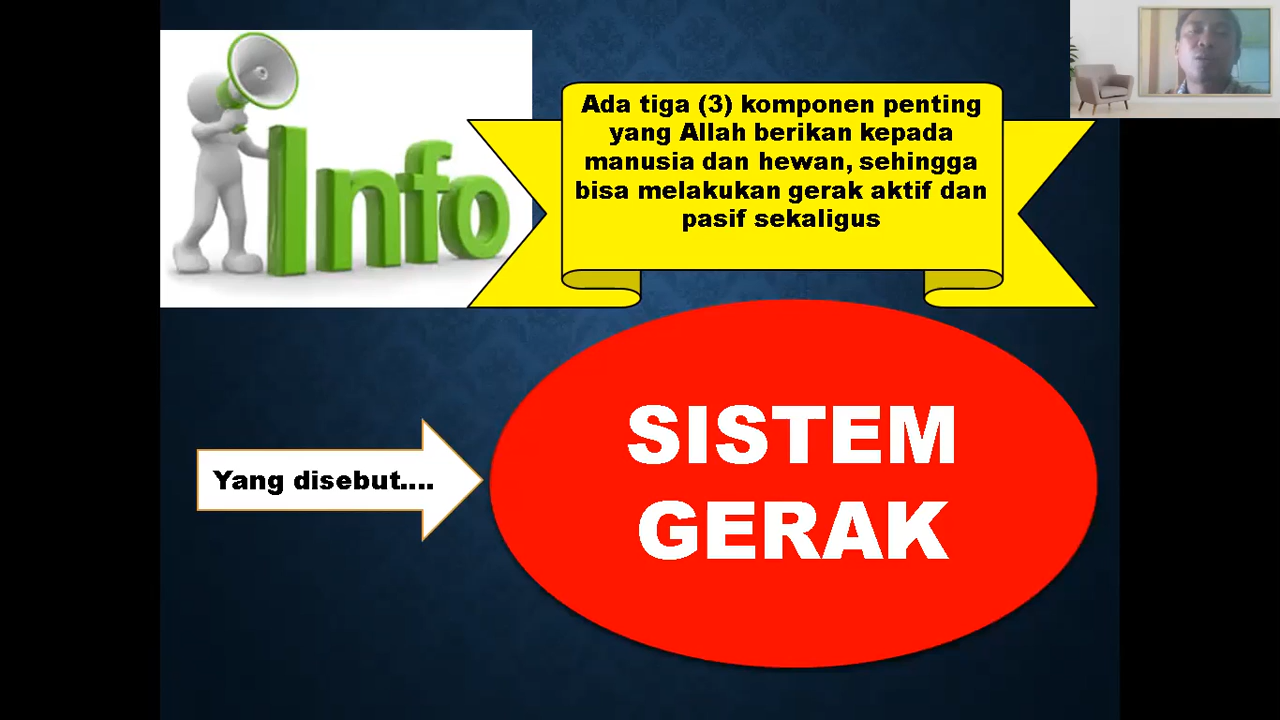 Info
Ada tiga (3) komponen penting
yang Allah berikan kepada
manusia dan hewan, sehingga
bisa melakukan gerak aktif dan
pasif sekaligus
Yang disebut....
SISTEM
GERAK